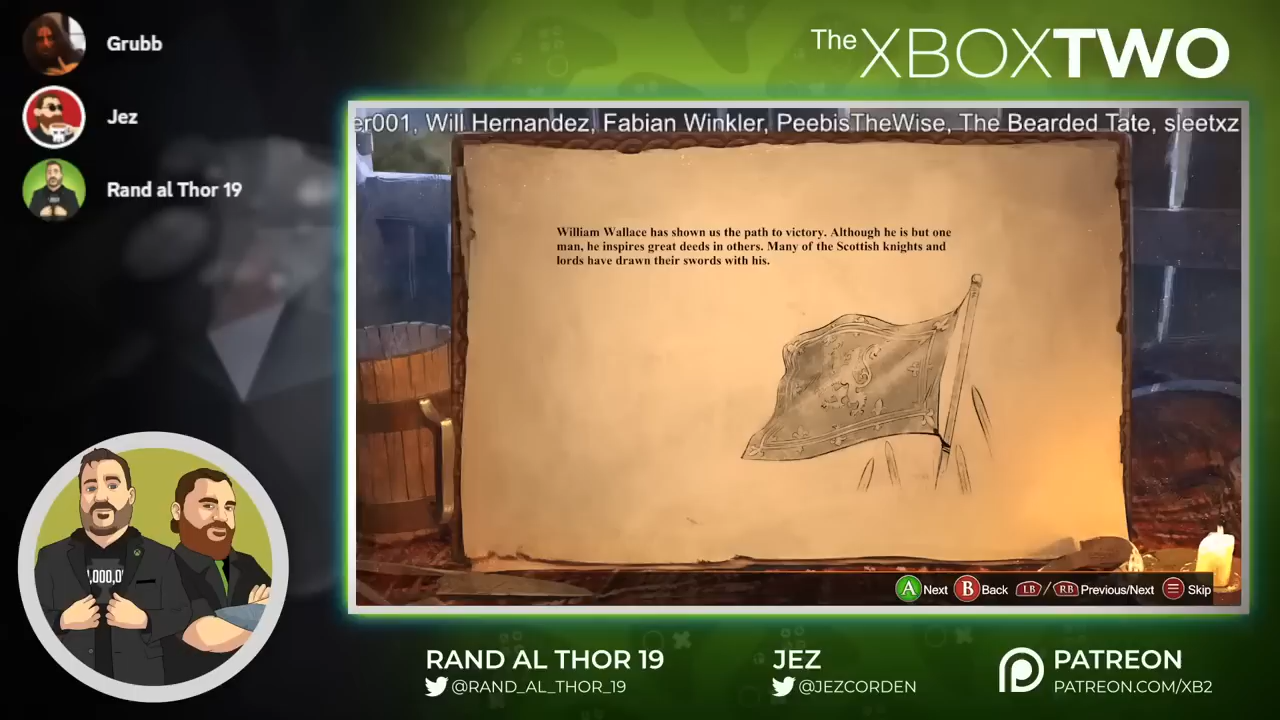 Grubb
Jez
Rand al Thor 19
The XBOXTWO
er001, Will Hernandez, Fabian Winkler, PeebisTheWise, The Bearded Tate, sleetxz
William Wallace has shown us the path to victory. Although he is but one
man, he inspires great deeds in others. Many of the Scottish knights and
lords have drawn their swords with his.
A Next B Back LB / RB Previous/Next Skip
,000,0
RAND AL THOR 19
@RAND_AL_THOR_19
JEZ
@JEZCORDEN
PATREON
PATREON.COM/XB2